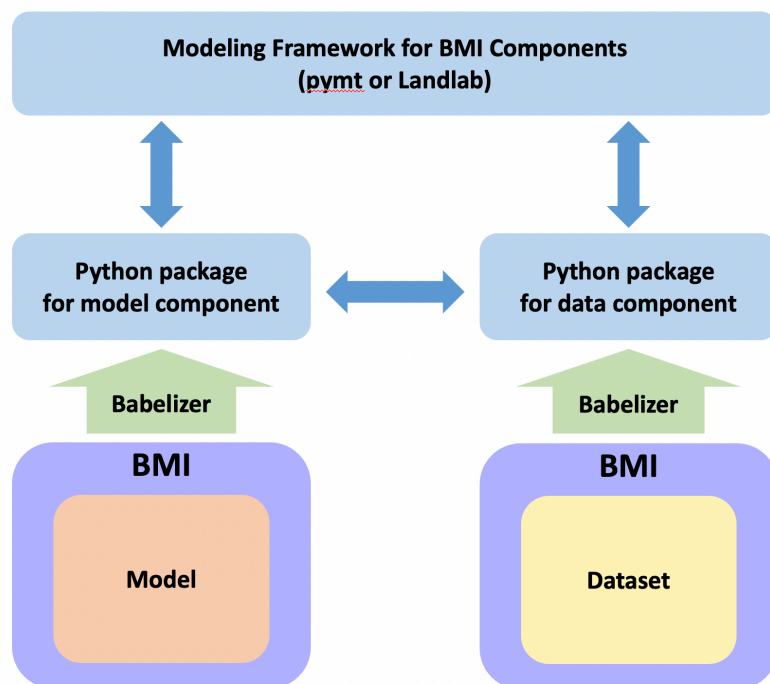 Modeling Framework for BMI Components
(pymt or Landlab)
Python package
for model component
Python package
for data component
Babelizer
Babelizer
BMI
BMI
Model
Dataset